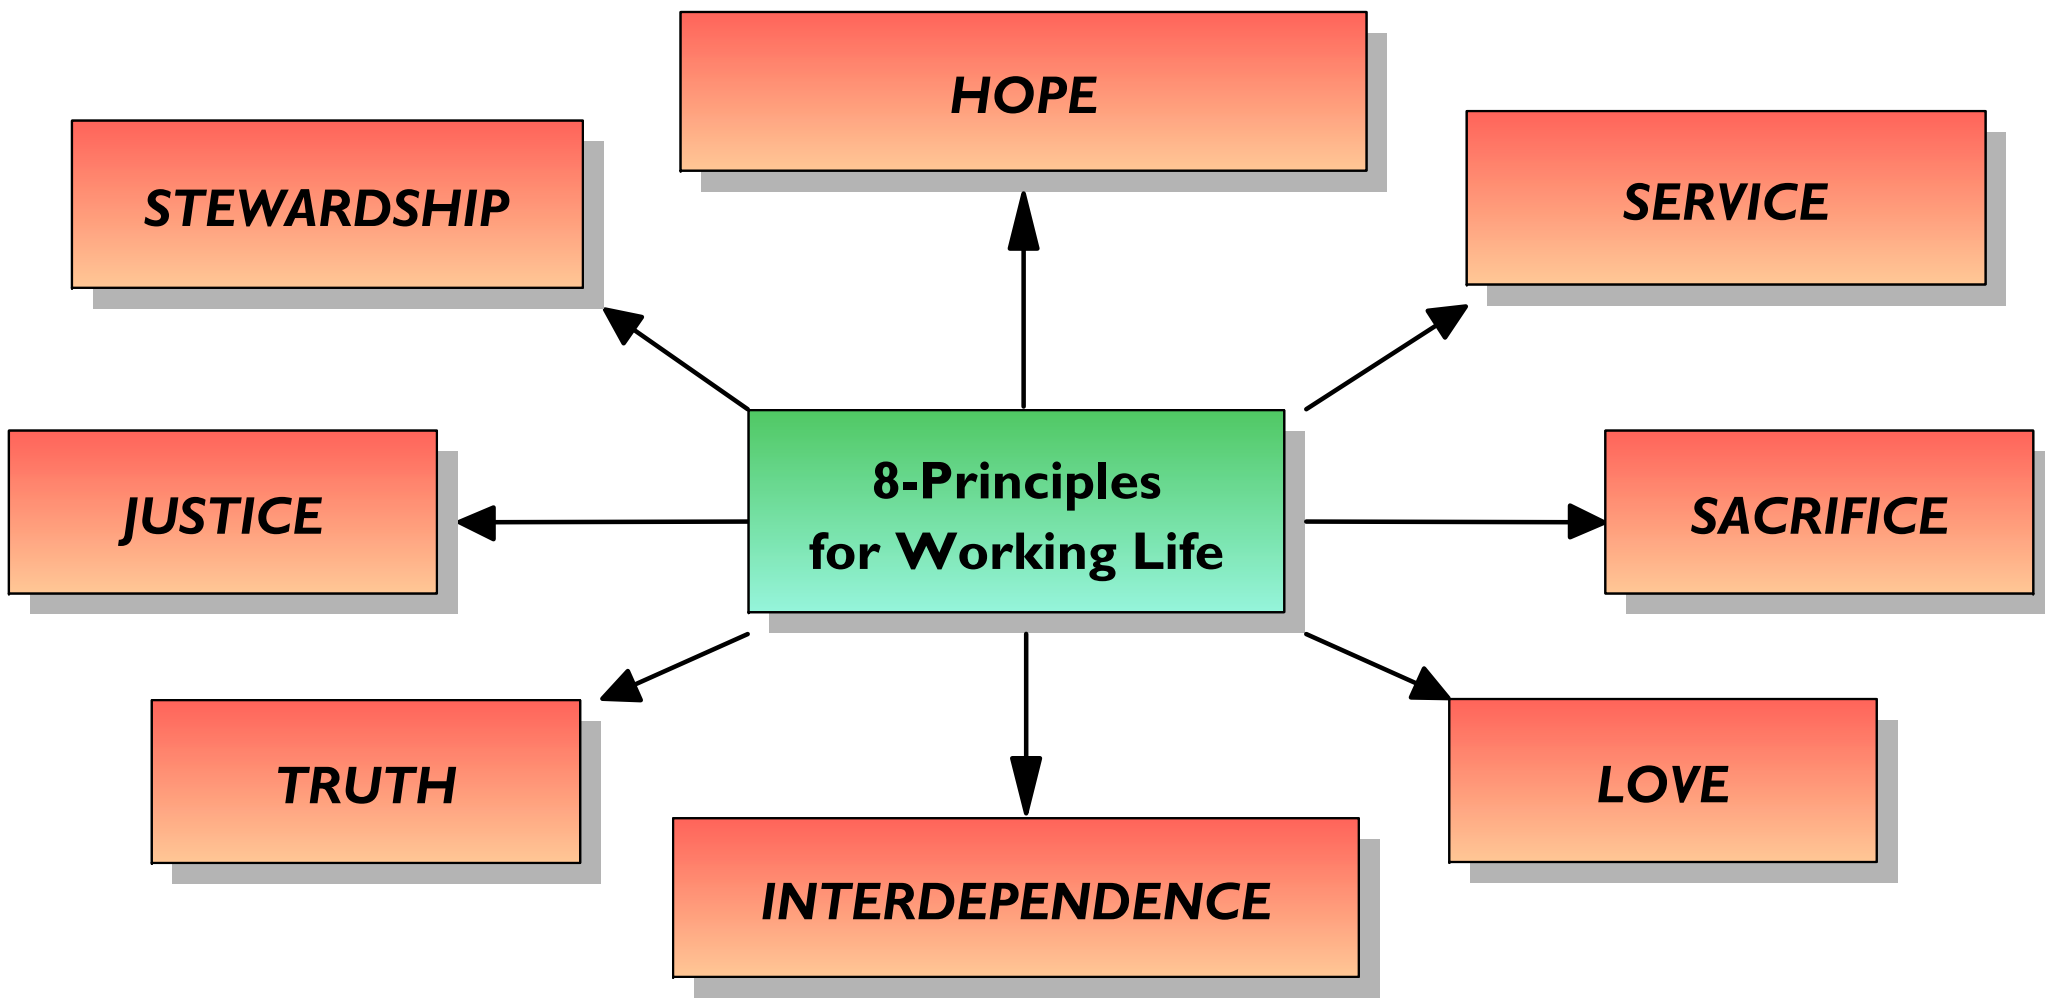 HOPE
STEWARDSHIP
SERVICE
8-Principles
for Working Life
JUSTICE
SACRIFICE
TRUTH
LOVE
INTERDEPENDENCE